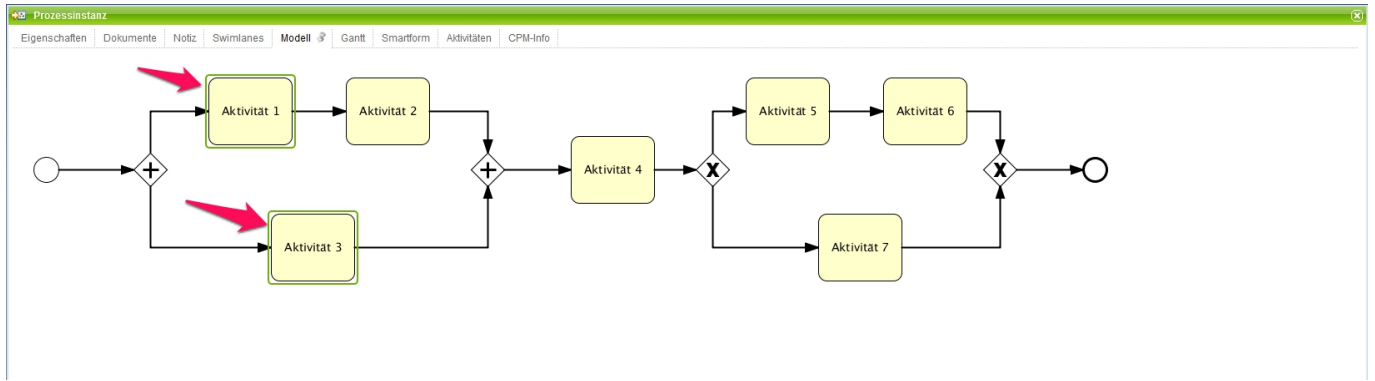 Prozessinstanz
Eigenschaften Dokumente Notiz Swimlanes Modell Gantt Smartform Aktivitäten CPM-Info
Aktivität 1
Aktivität 2
Aktivität 5
Aktivität 6
Aktivität 4
Aktivität 3
Aktivität 7